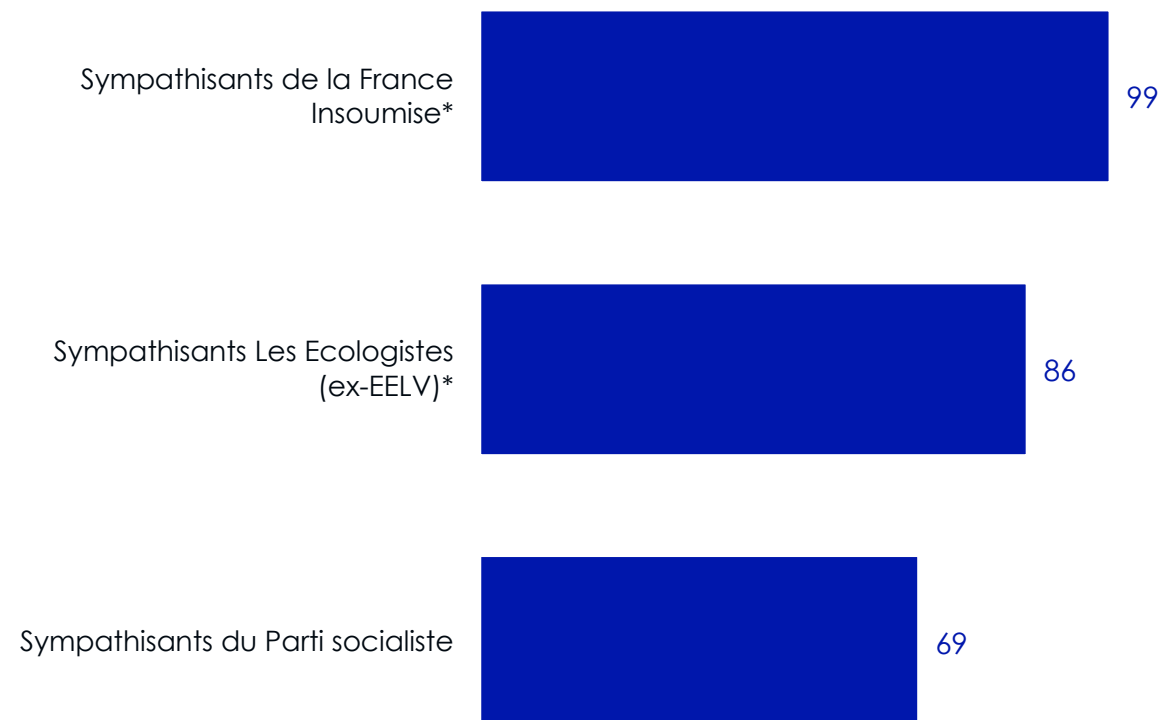 Sympathisants de la France
Insoumise*
99
Sympathisants Les Ecologistes
(ex-EELV)*
86
Sympathisants du Parti socialiste
69